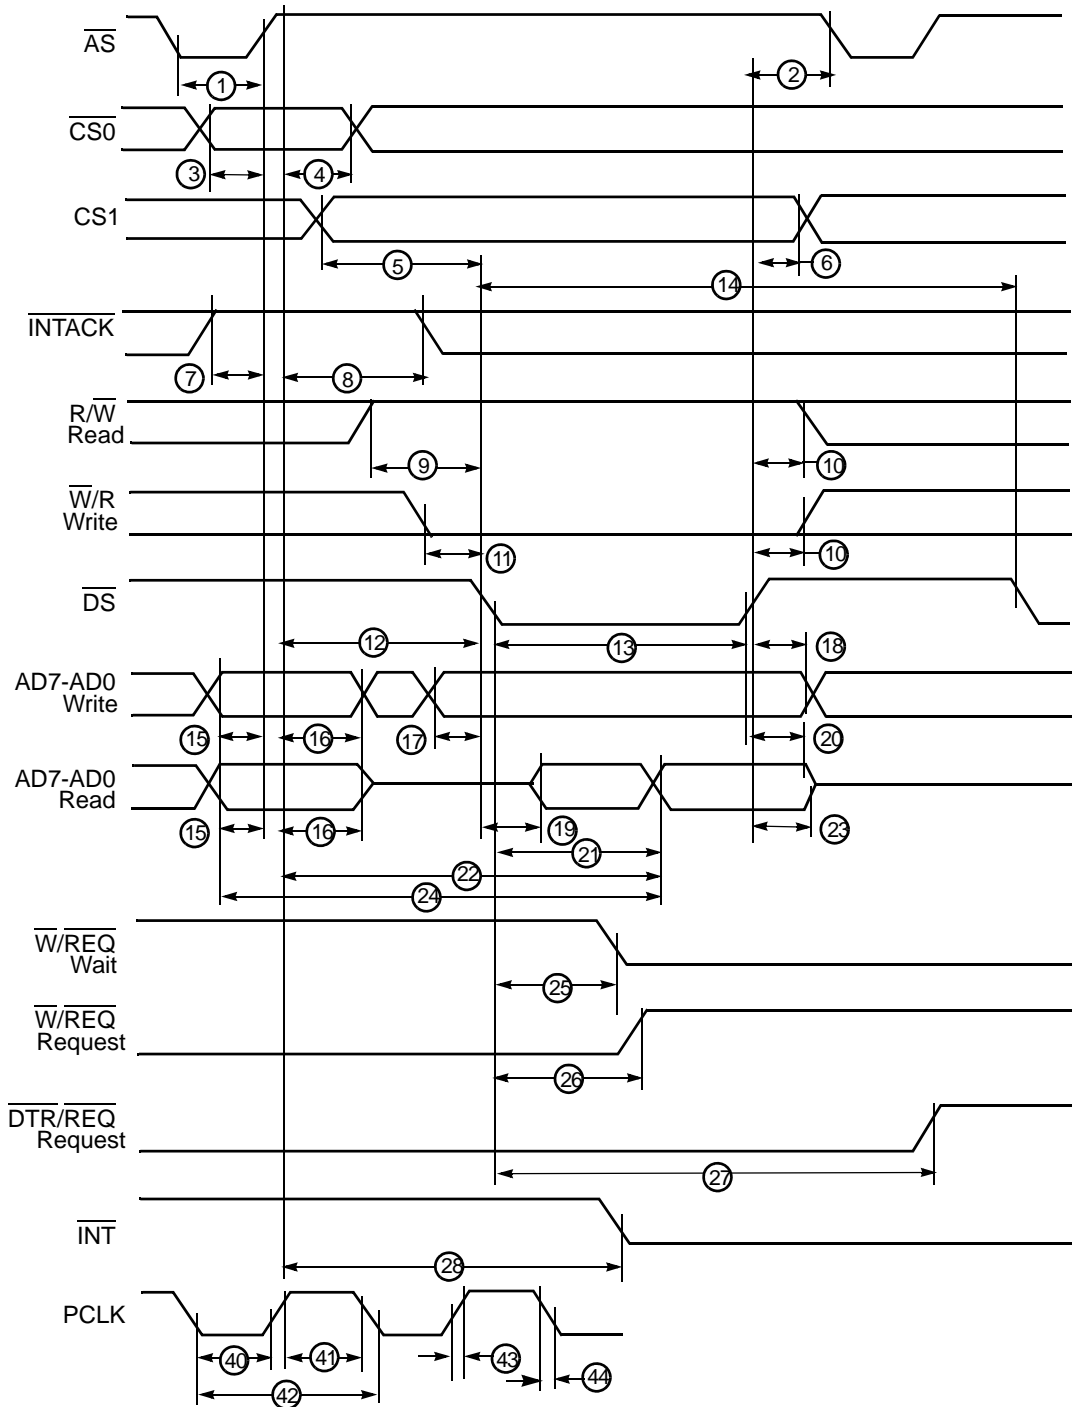 AS
1
2
CS0
3
4
CS1
5
6
14
INTACK
7
8
R/W
Read
9
10
W/R
Write
11
10
DS
12
13
18
AD7-AD0
Write
15
16
17
20
AD7-AD0
Read
15
16
19
23
21
22
24
W/REQ
Wait
25
W/REQ
Request
26
DTR/REQ
Request
27
INT
28
PCLK
40
41
43
44
42